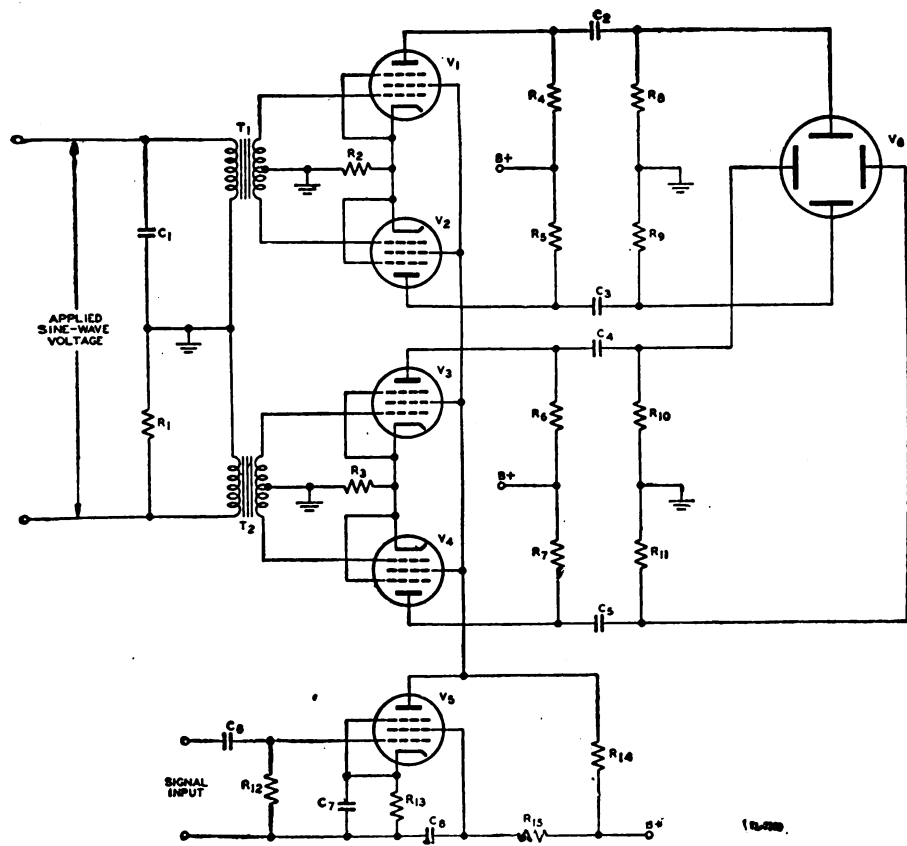 C2
V1
R4
R8
T1
R2
V6
B+
C1
V2
R5
R9
C3
APPLIED
SINE-WAVE
VOLTAGE
C4
V3
R6
R10
R1
R3
B+
T2
V4
R7
R11
C5
V5
C6
R14
SIGNAL
INPUT
R12
C7
R13
C8
R15
B+